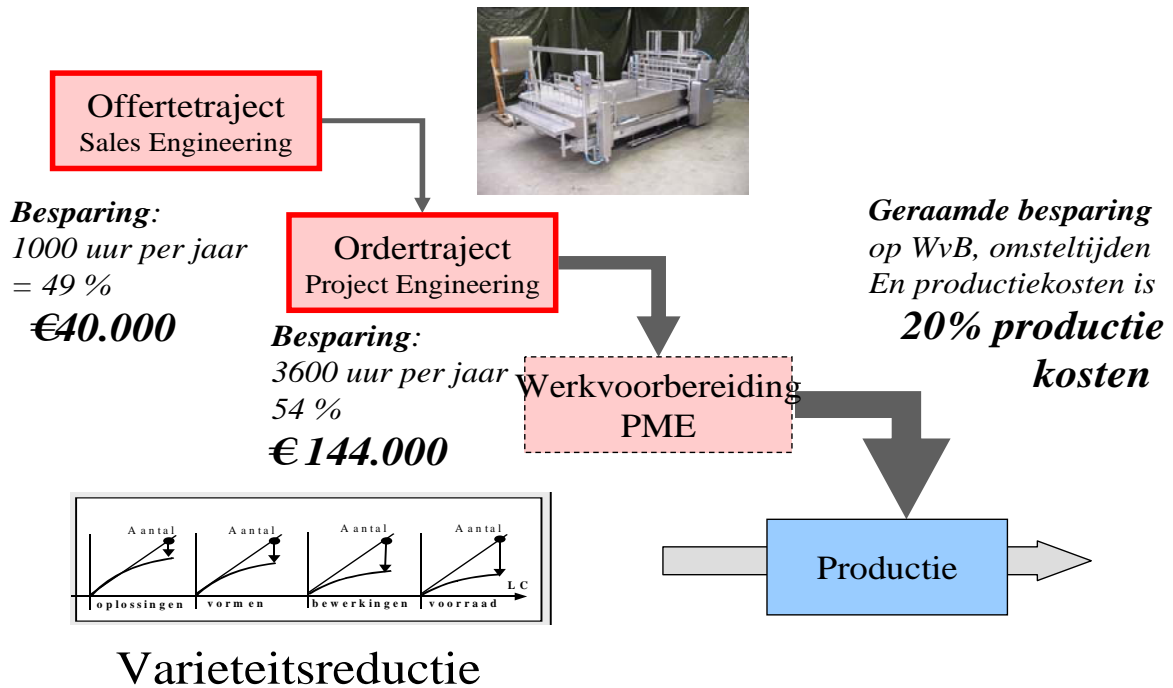 Offertetraject
Sales Engineering
Besparing:
1000 uur per jaar
= 49 %
€40.000
Ordertraject
Project Engineering
Besparing:
3600 uur per jaar
54 %
€ 144.000
Geraamde besparing
op WvB, omsteltijden
En productiekosten is
20% productie
kosten
Werkvoorbereiding
PME
Productie
Aantal Aantal Aantal Aantal
LC
oplossingen vormen bewerkingen voorraad
Varieteitsreductie